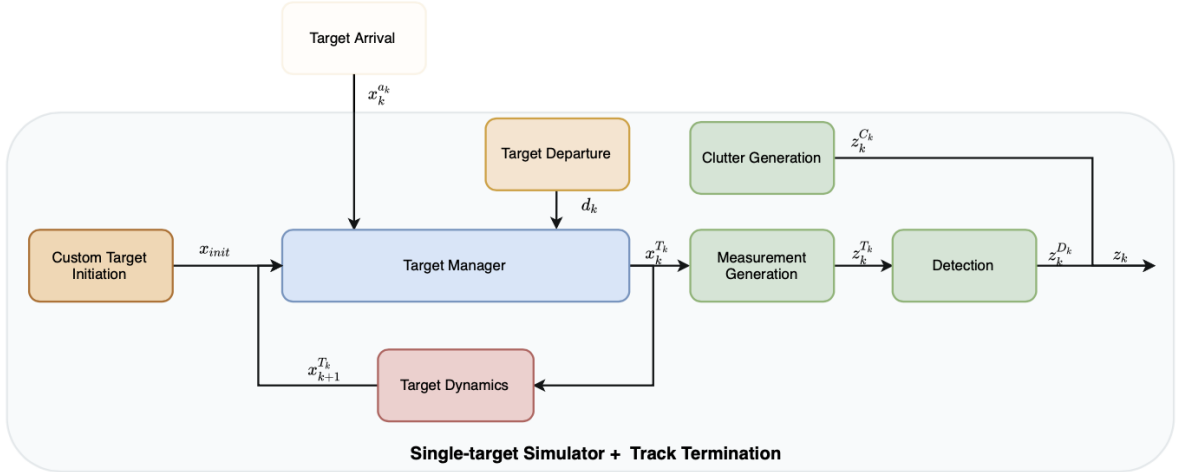 Target Arrival
x_k^{a_k}
Target Departure
d_k
Clutter Generation
z_k^{C_k}
Custom Target
Initiation
x_{init}
Target Manager
x_k^{T_k}
Measurement
Generation
z_k^{T_k}
Detection
z_k^{D_k}
z_k
x_{k+1}^{T_k}
Target Dynamics
Single-target Simulator + Track Termination